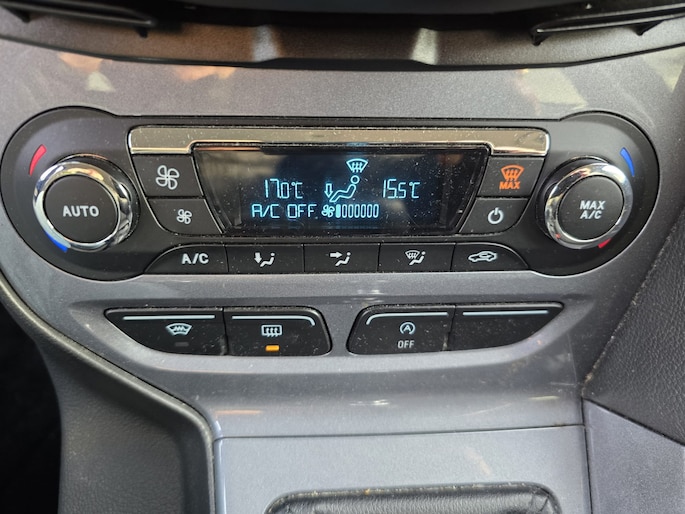 17.0°C 15.5°C
MAX
A/C OFF
AUTO
MAX
A/C
A/C
OFF